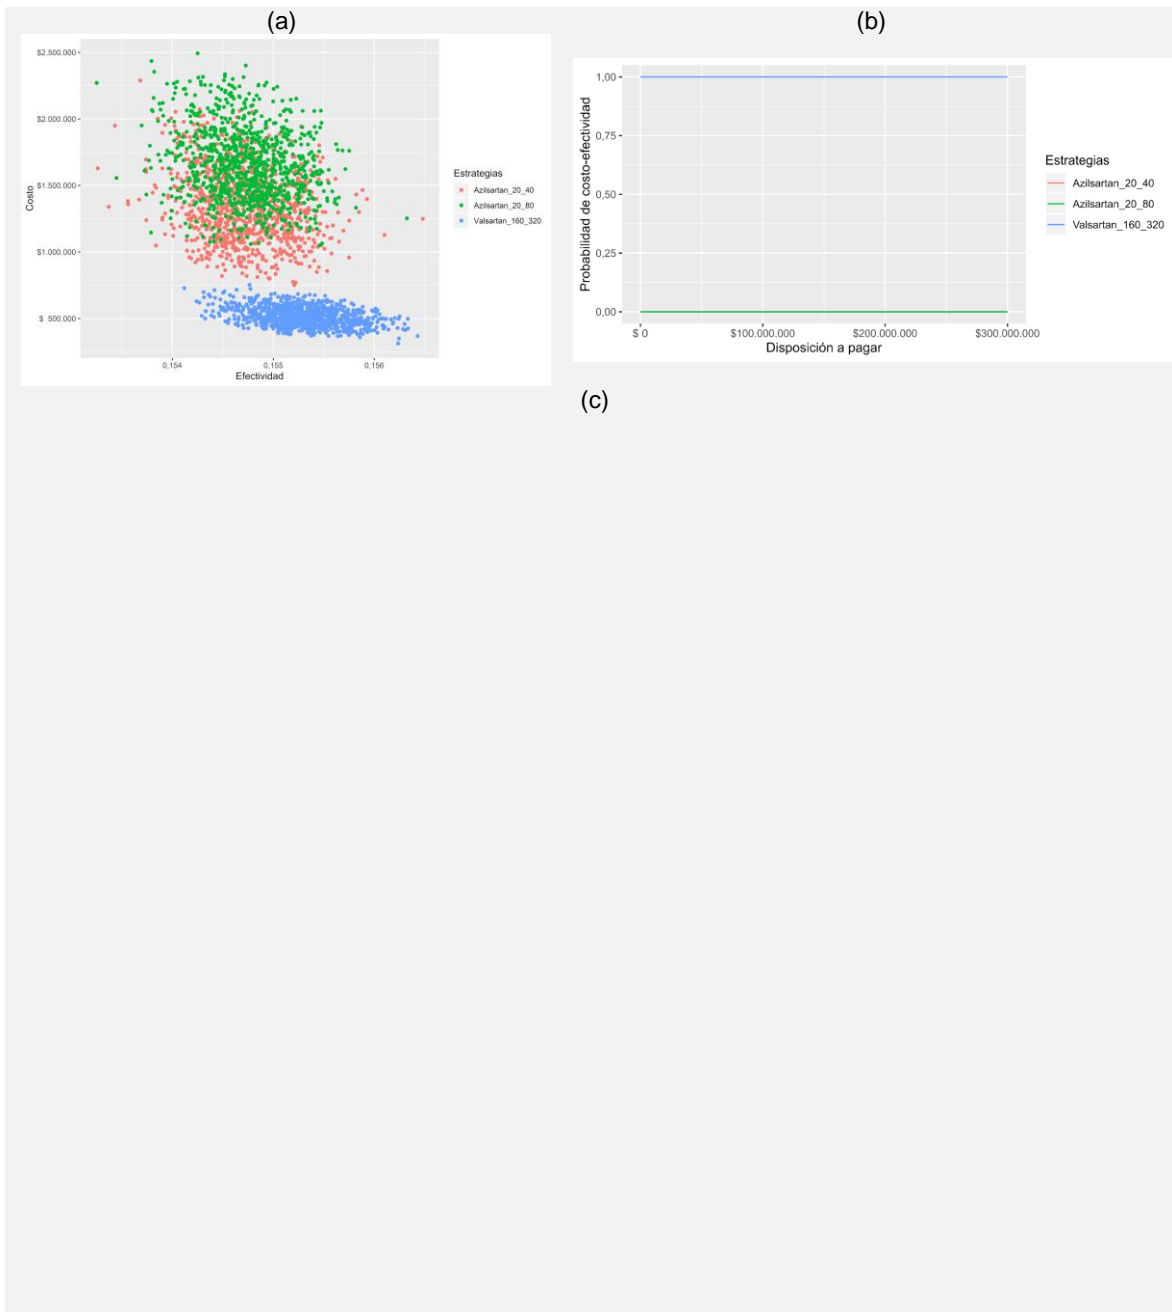 (a)
$2.500.000
$2.000.000
$1.500.000
$1.000.000
$ 500.000
Costo
0,154
0,155
0,156
Efectividad
Estrategias
Azilsartan_20_40
Azilsartan_20_80
Valsartan_160_320
(b)
1,00
0,75
0,50
0,25
0,00
Probabilidad de costo-efectividad
$ 0
$100.000.000
$200.000.000
$300.000.000
Disposición a pagar
Estrategias
Azilsartan_20_40
Azilsartan_20_80
Valsartan_160_320
(c)